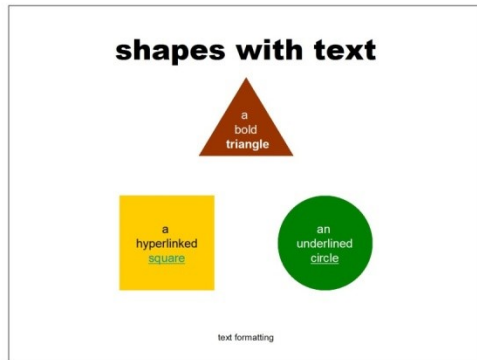 shapes with text
a
bold
triangle
a
hyperlinked
square
an
underlined
circle
text formatting